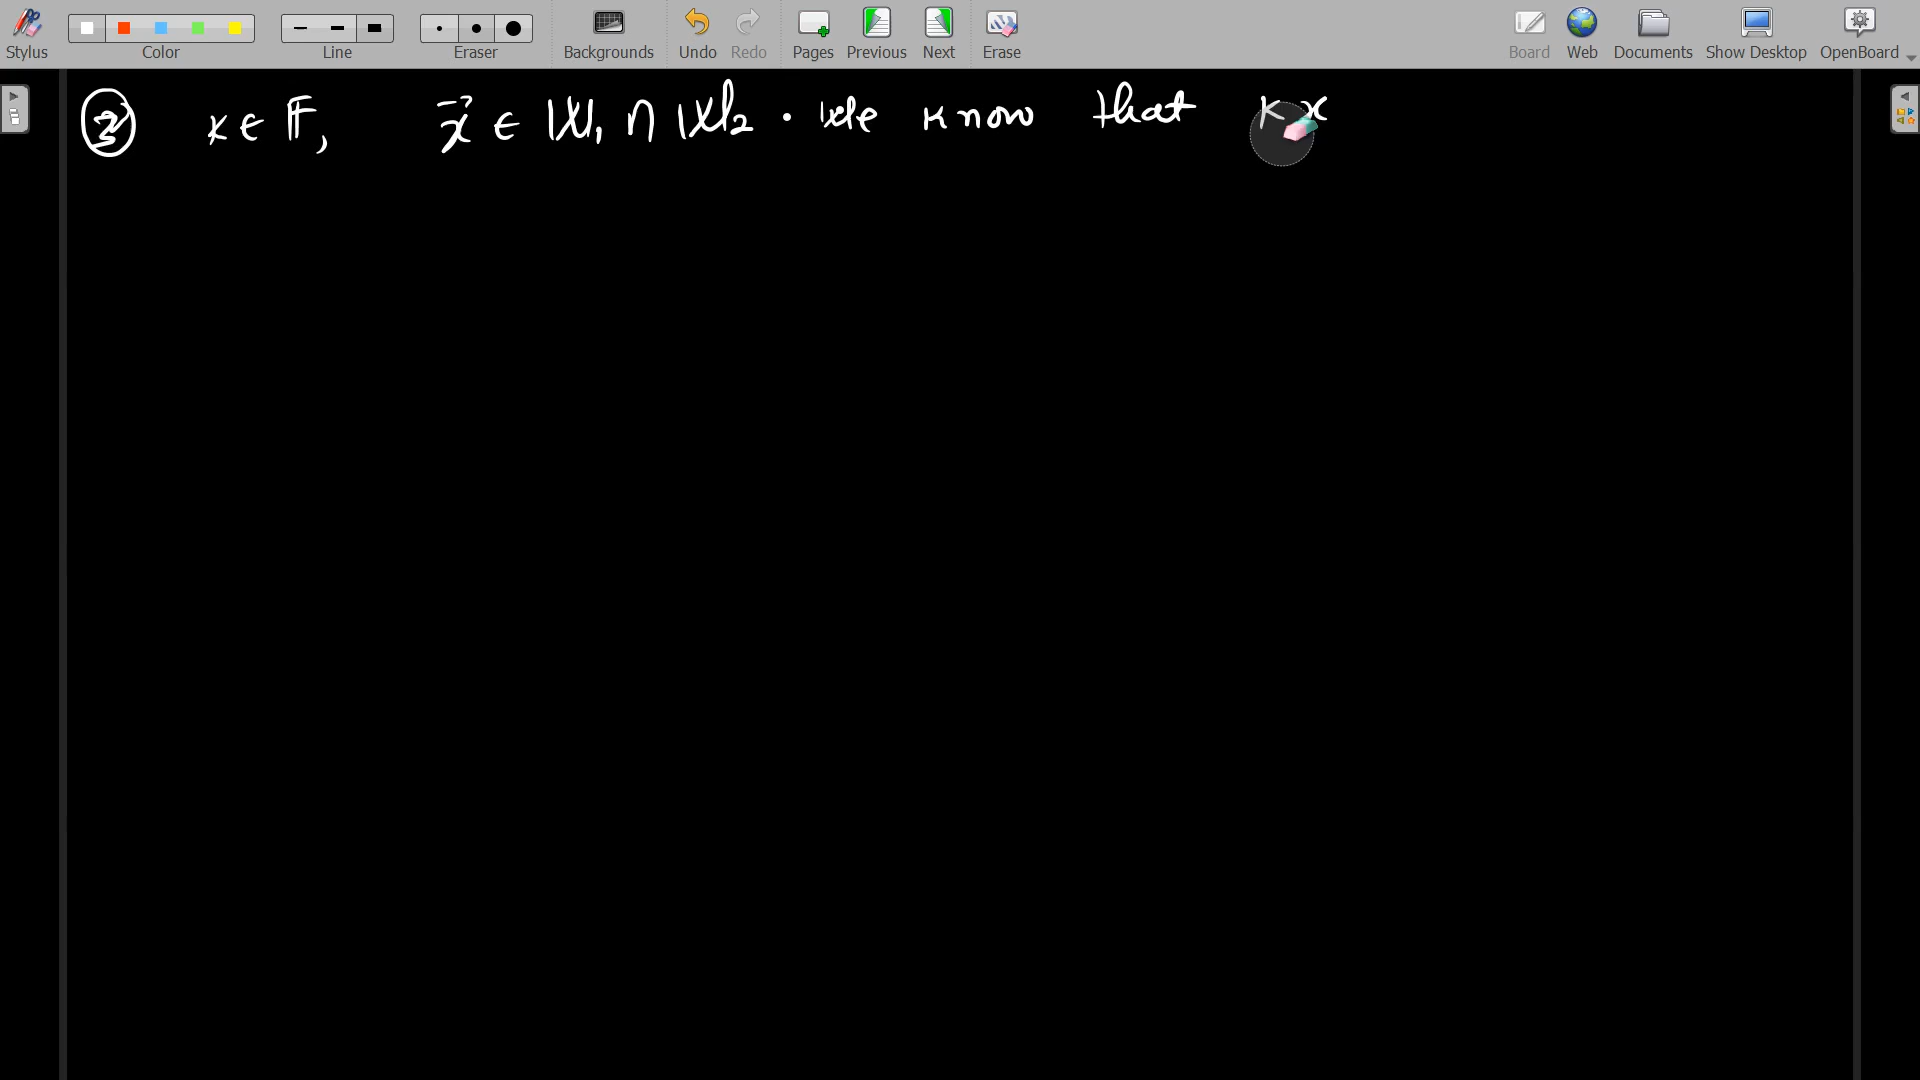 Stylus Color Line Eraser Backgrounds Undo Redo Pages Previous Next Erase Board Web Documents Show Desktop OpenBoard
③ K ∈ 𝔽, x⃗ ∈ W₁ ∩ W₂ . We know that K x